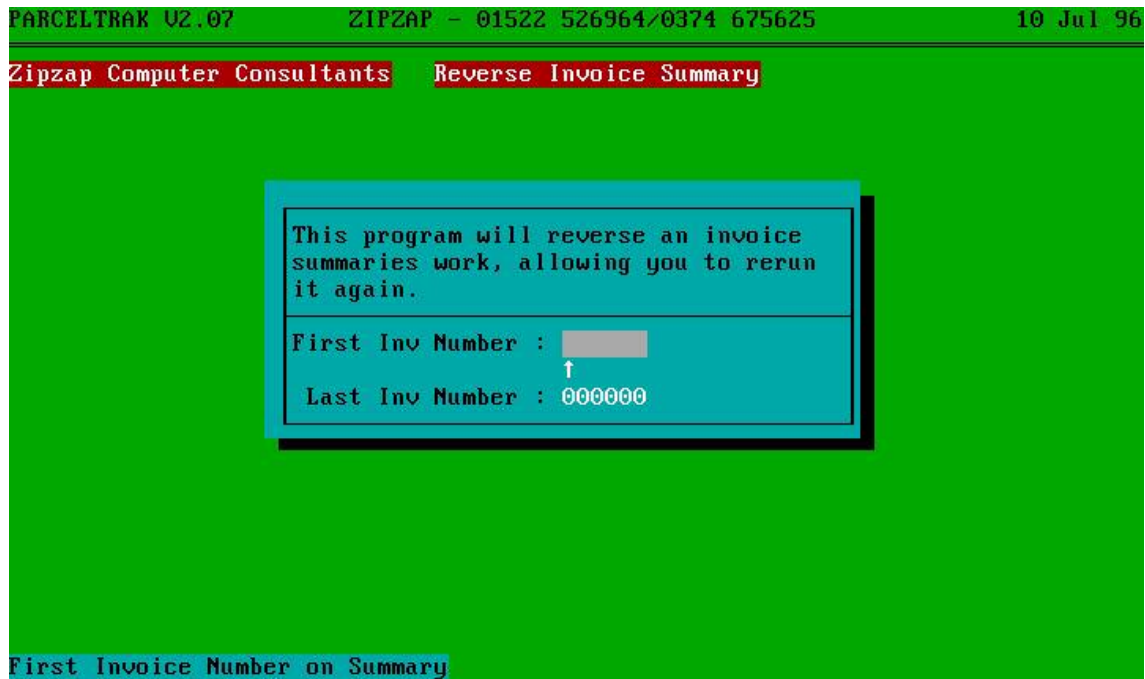 PARCELTRAK V2.07 ZIPZAP - 01522 526964/0374 675625 10 Jul 96
Zipzap Computer Consultants Reverse Invoice Summary
This program will reverse an invoice
summaries work, allowing you to rerun
it again.
First Inv Number :
Last Inv Number : 000000
First Invoice Number on Summary